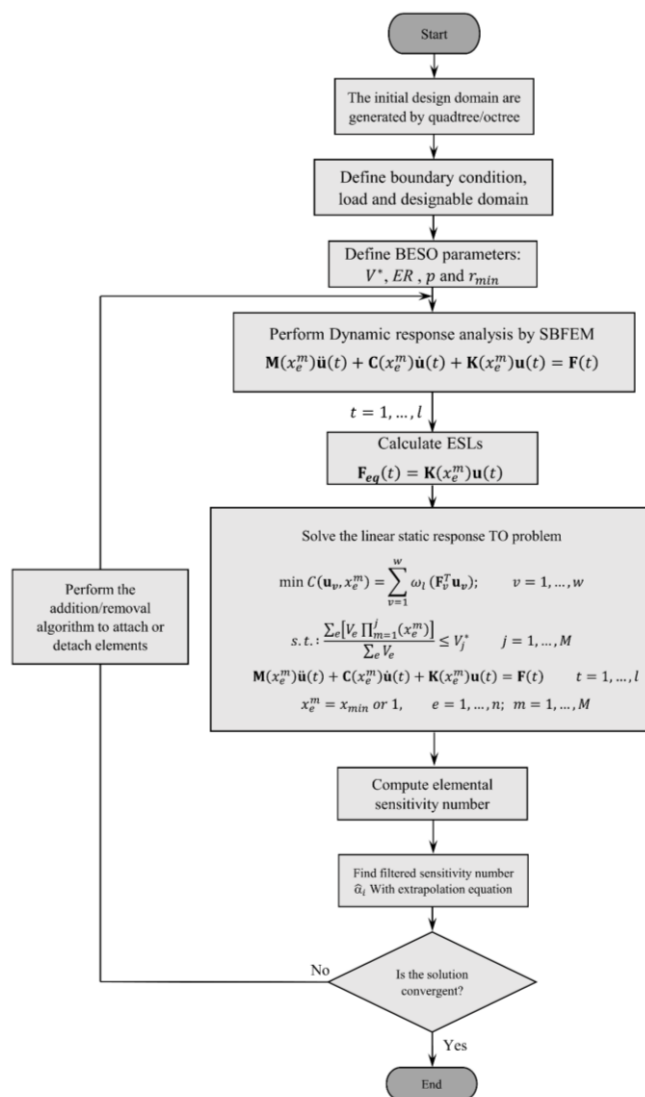 Start
The initial design domain are
generated by quadtree/octree
Define boundary condition,
load and designable domain
Define BESO parameters:
V*, ER , p and r_min
Perform Dynamic response analysis by SBFEM
M(x_e^m)ü(t) + C(x_e^m)u̇(t) + K(x_e^m)u(t) = F(t)
t = 1, … , l
Calculate ESLs
F_eq(t) = K(x_e^m)u(t)
Solve the linear static response TO problem
min C(u_v, x_e^m) = ∑_{v=1}^{w} ω_l (F_v^T u_v); v = 1, … , w
s. t. : ∑_e[V_e ∏_{m=1}^{j}(x_e^m)] / ∑_e V_e ≤ V_j^* j = 1, … , M
M(x_e^m)ü(t) + C(x_e^m)u̇(t) + K(x_e^m)u(t) = F(t) t = 1, … , l
x_e^m = x_min or 1, e = 1, … , n; m = 1, … , M
Perform the
addition/removal
algorithm to attach or
detach elements
Compute elemental
sensitivity number
Find filtered sensitivity number
α̂_i With extrapolation equation
No
Is the solution
convergent?
Yes
End